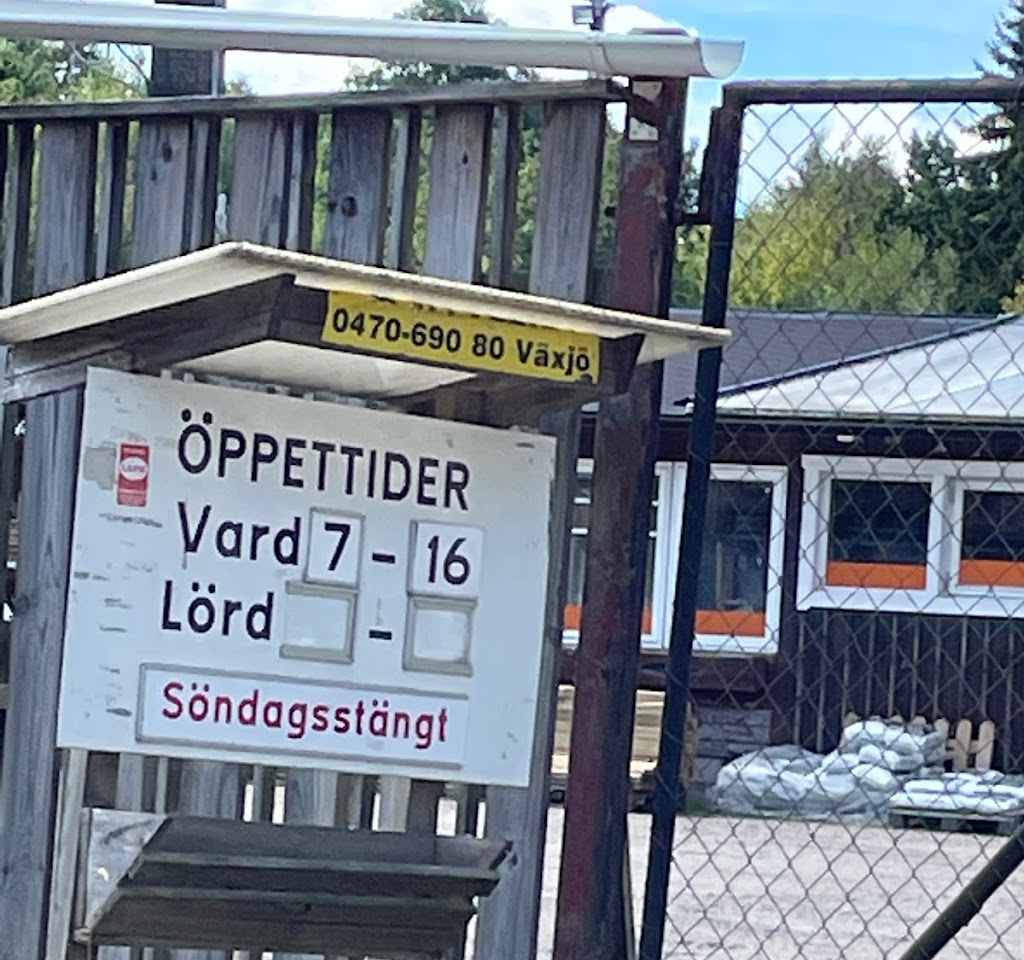 0470-690 80 Växjö
ÖPPETTIDER
Vard 7 - 16
Lörd -
Söndagsstängt